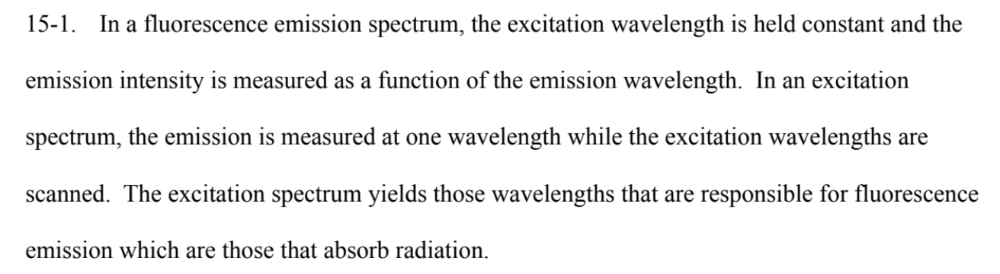 15-1. In a fluorescence emission spectrum, the excitation wavelength is held constant and the
emission intensity is measured as a function of the emission wavelength. In an excitation
spectrum, the emission is measured at one wavelength while the excitation wavelengths are
scanned. The excitation spectrum yields those wavelengths that are responsible for fluorescence
emission which are those that absorb radiation.